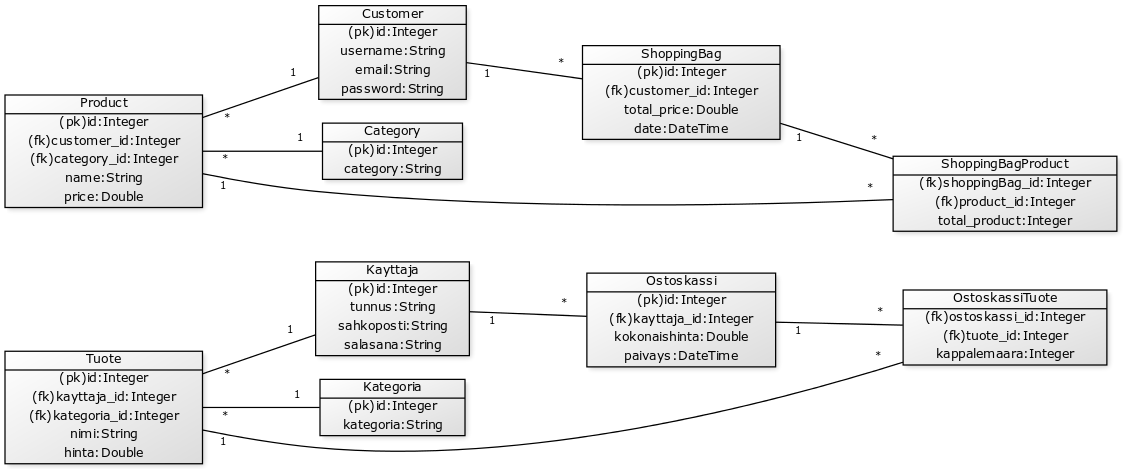 Customer
(pk)id:Integer
username:String
email:String
password:String
1
*
1
*
ShoppingBag
(pk)id:Integer
(fk)customer_id:Integer
total_price:Double
date:DateTime
Product
(pk)id:Integer
(fk)customer_id:Integer
(fk)category_id:Integer
name:String
price:Double
Category
(pk)id:Integer
category:String
1
*
1
*
1
*
ShoppingBagProduct
(fk)shoppingBag_id:Integer
(fk)product_id:Integer
total_product:Integer
Kayttaja
(pk)id:Integer
tunnus:String
sahkoposti:String
salasana:String
1
*
1
*
Ostoskassi
(pk)id:Integer
(fk)kayttaja_id:Integer
kokonaishinta:Double
paivays:DateTime
1
*
OstoskassiTuote
(fk)ostoskassi_id:Integer
(fk)tuote_id:Integer
kappalemaara:Integer
Tuote
(pk)id:Integer
(fk)kayttaja_id:Integer
(fk)kategoria_id:Integer
nimi:String
hinta:Double
Kategoria
(pk)id:Integer
kategoria:String
1
*
1
*